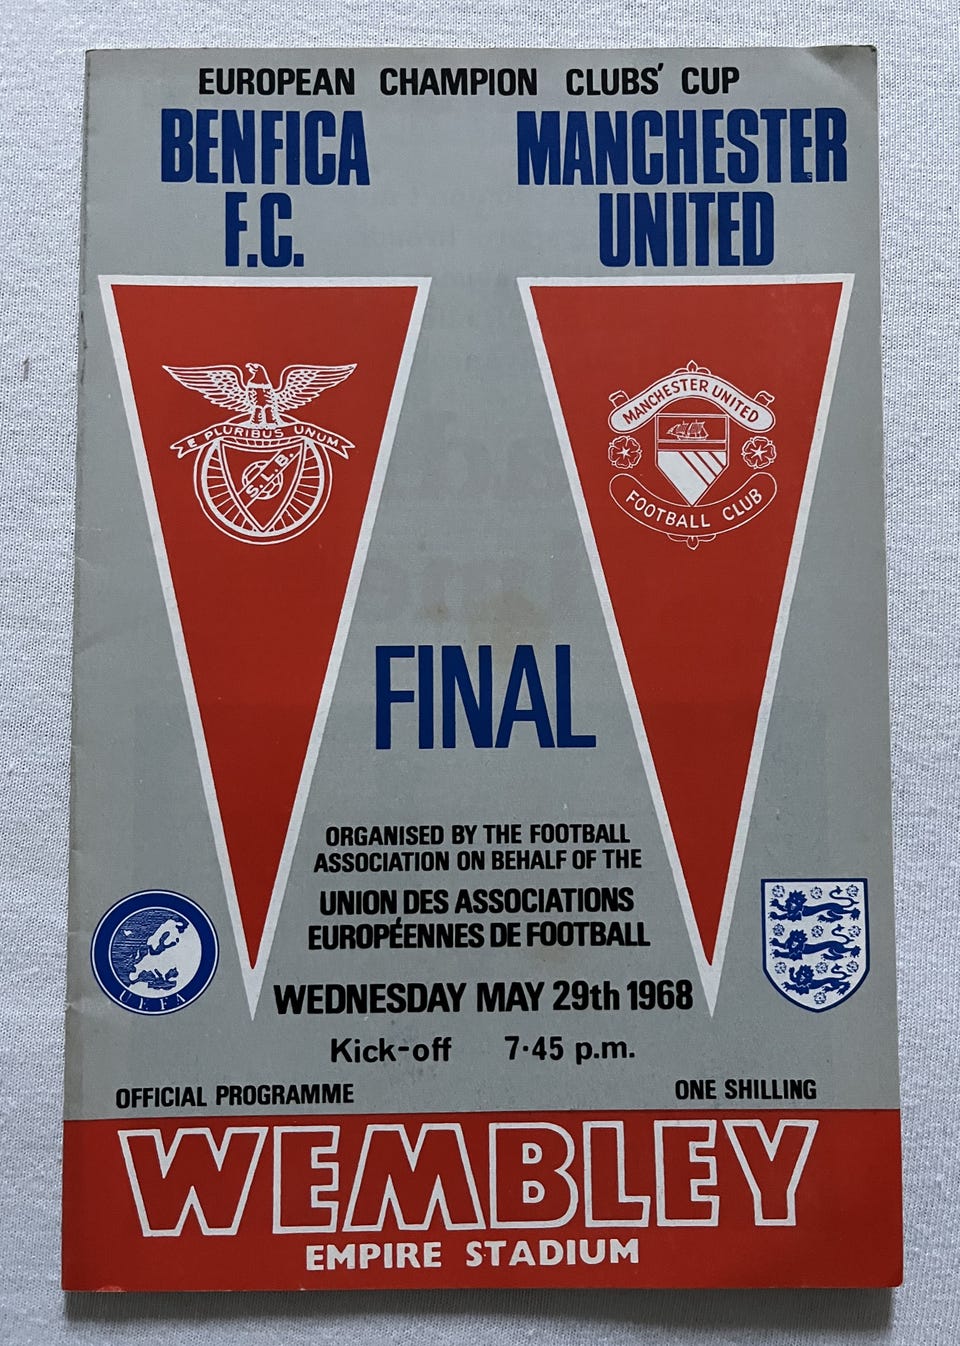 EUROPEAN CHAMPION CLUBS' CUP
BENFICA
F.C.
MANCHESTER
UNITED
E PLURIBUS UNUM
S.L.B.
MANCHESTER UNITED
FOOTBALL CLUB
FINAL
ORGANISED BY THE FOOTBALL
ASSOCIATION ON BEHALF OF THE
UNION DES ASSOCIATIONS
EUROPÉENNES DE FOOTBALL
UEFA
WEDNESDAY MAY 29th 1968
Kick-off 7·45 p.m.
OFFICIAL PROGRAMME
ONE SHILLING
WEMBLEY
EMPIRE STADIUM